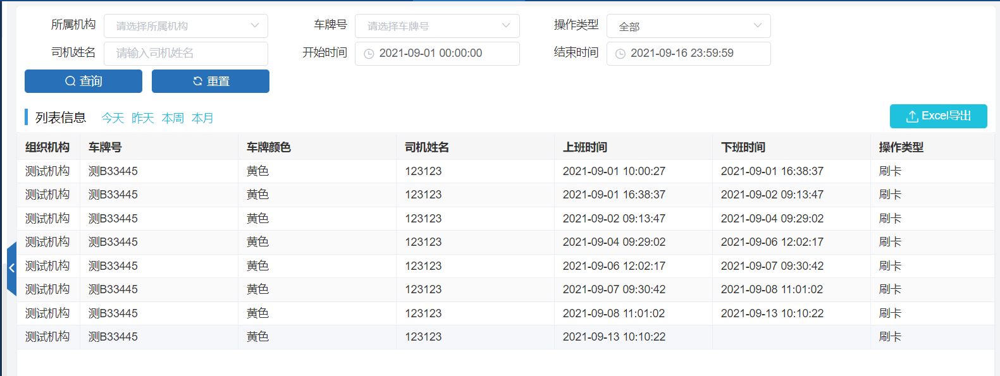 所属机构 请选择所属机构 车牌号 请选择车牌号 操作类型 全部
司机姓名 请输入司机姓名 开始时间 2021-09-01 00:00:00 结束时间 2021-09-16 23:59:59
查询 重置
列表信息 今天 昨天 本周 本月 Excel导出
组织机构 车牌号 车牌颜色 司机姓名 上班时间 下班时间 操作类型
测试机构 测B33445 黄色 123123 2021-09-01 10:00:27 2021-09-01 16:38:37 刷卡
测试机构 测B33445 黄色 123123 2021-09-01 16:38:37 2021-09-02 09:13:47 刷卡
测试机构 测B33445 黄色 123123 2021-09-02 09:13:47 2021-09-04 09:29:02 刷卡
测试机构 测B33445 黄色 123123 2021-09-04 09:29:02 2021-09-06 12:02:17 刷卡
测试机构 测B33445 黄色 123123 2021-09-06 12:02:17 2021-09-07 09:30:42 刷卡
测试机构 测B33445 黄色 123123 2021-09-07 09:30:42 2021-09-08 11:01:02 刷卡
测试机构 测B33445 黄色 123123 2021-09-08 11:01:02 2021-09-13 10:10:22 刷卡
测试机构 测B33445 黄色 123123 2021-09-13 10:10:22 刷卡